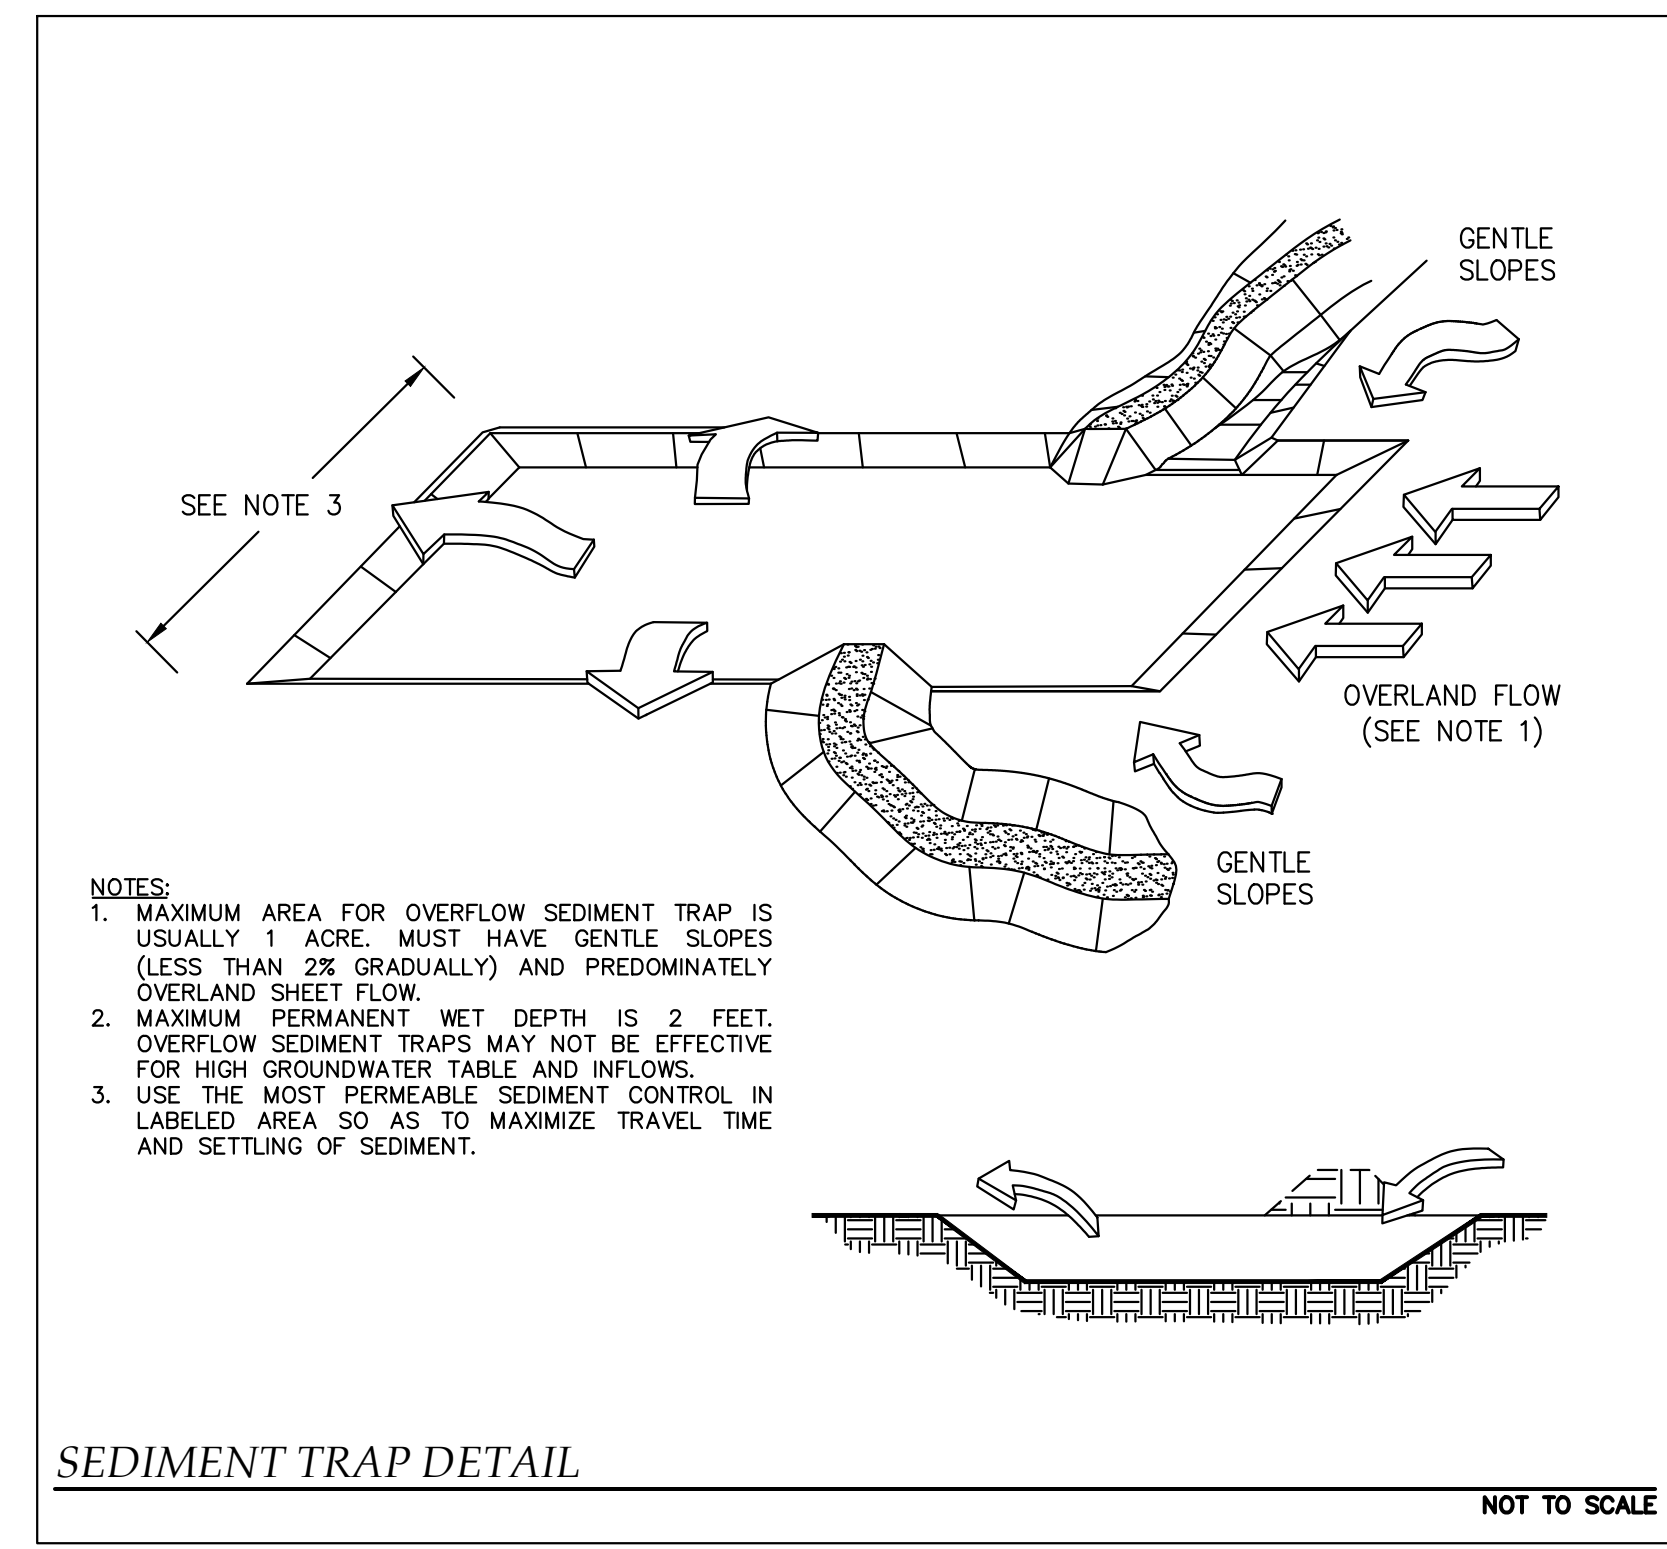 GENTLE
SLOPES
SEE NOTE 3
OVERLAND FLOW
(SEE NOTE 1)
GENTLE
SLOPES
NOTES:
1. MAXIMUM AREA FOR OVERFLOW SEDIMENT TRAP IS
USUALLY 1 ACRE. MUST HAVE GENTLE SLOPES
(LESS THAN 2% GRADUALLY) AND PREDOMINATELY
OVERLAND SHEET FLOW.
2. MAXIMUM PERMANENT WET DEPTH IS 2 FEET.
OVERFLOW SEDIMENT TRAPS MAY NOT BE EFFECTIVE
FOR HIGH GROUNDWATER TABLE AND INFLOWS.
3. USE THE MOST PERMEABLE SEDIMENT CONTROL IN
LABELED AREA SO AS TO MAXIMIZE TRAVEL TIME
AND SETTLING OF SEDIMENT.
SEDIMENT TRAP DETAIL
NOT TO SCALE